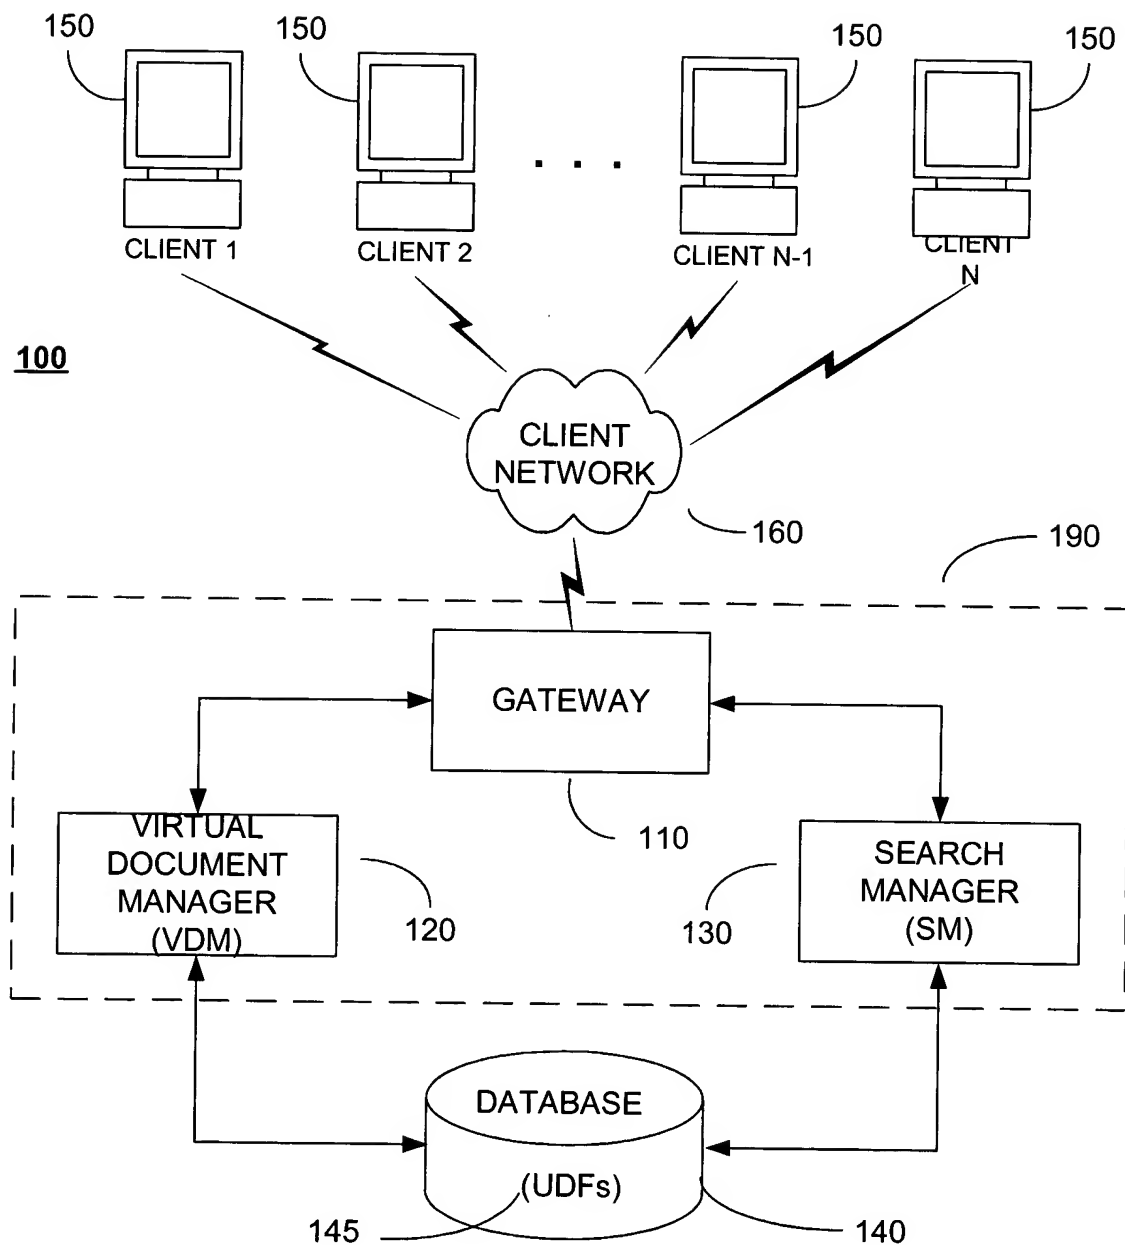 150
150
150
150
. . .
CLIENT 1
CLIENT 2
CLIENT N-1
CLIENT
N
100
CLIENT
NETWORK
160
190
GATEWAY
110
VIRTUAL
DOCUMENT
MANAGER
(VDM)
120
130
SEARCH
MANAGER
(SM)
DATABASE
(UDFs)
145
140